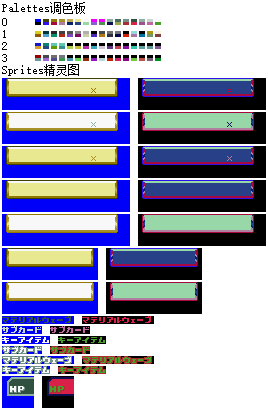 Palettes调色板
0
1
2
3
Sprites精灵图
マテリアルウェーブ マテリアルウェーブ
サブカード サブカード
キーアイテム キーアイテム
サブカード サブカード
マテリアルウェーブ マテリアルウェーブ
キーアイテム キーアイテム
HP HP